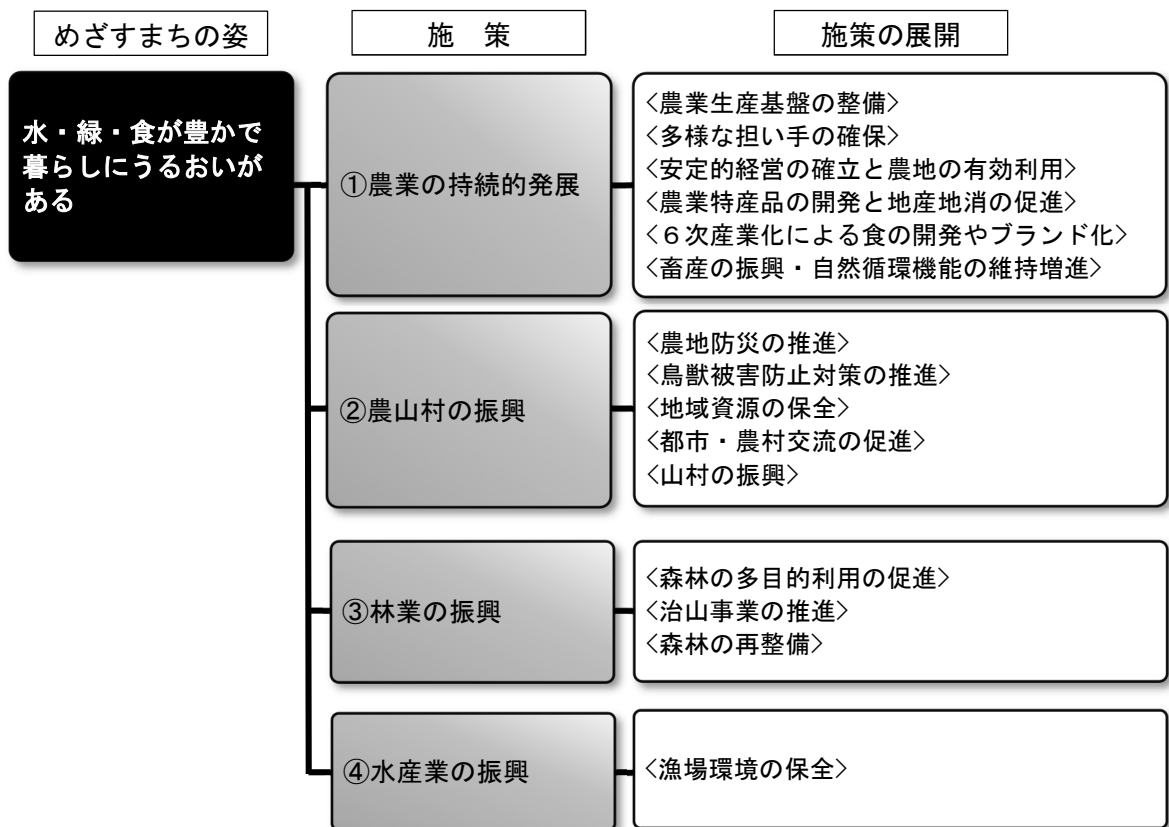 めざすまちの姿
施 策
施策の展開
水・緑・食が豊かで
暮らしにうるおいが
ある
①農業の持続的発展
<農業生産基盤の整備>
<多様な担い手の確保>
<安定的経営の確立と農地の有効利用>
<農業特産品の開発と地産地消の促進>
<６次産業化による食の開発やブランド化>
<畜産の振興・自然循環機能の維持増進>
②農山村の振興
<農地防災の推進>
<鳥獣被害防止対策の推進>
<地域資源の保全>
<都市・農村交流の促進>
<山村の振興>
③林業の振興
<森林の多目的利用の促進>
<治山事業の推進>
<森林の再整備>
④水産業の振興
<漁場環境の保全>